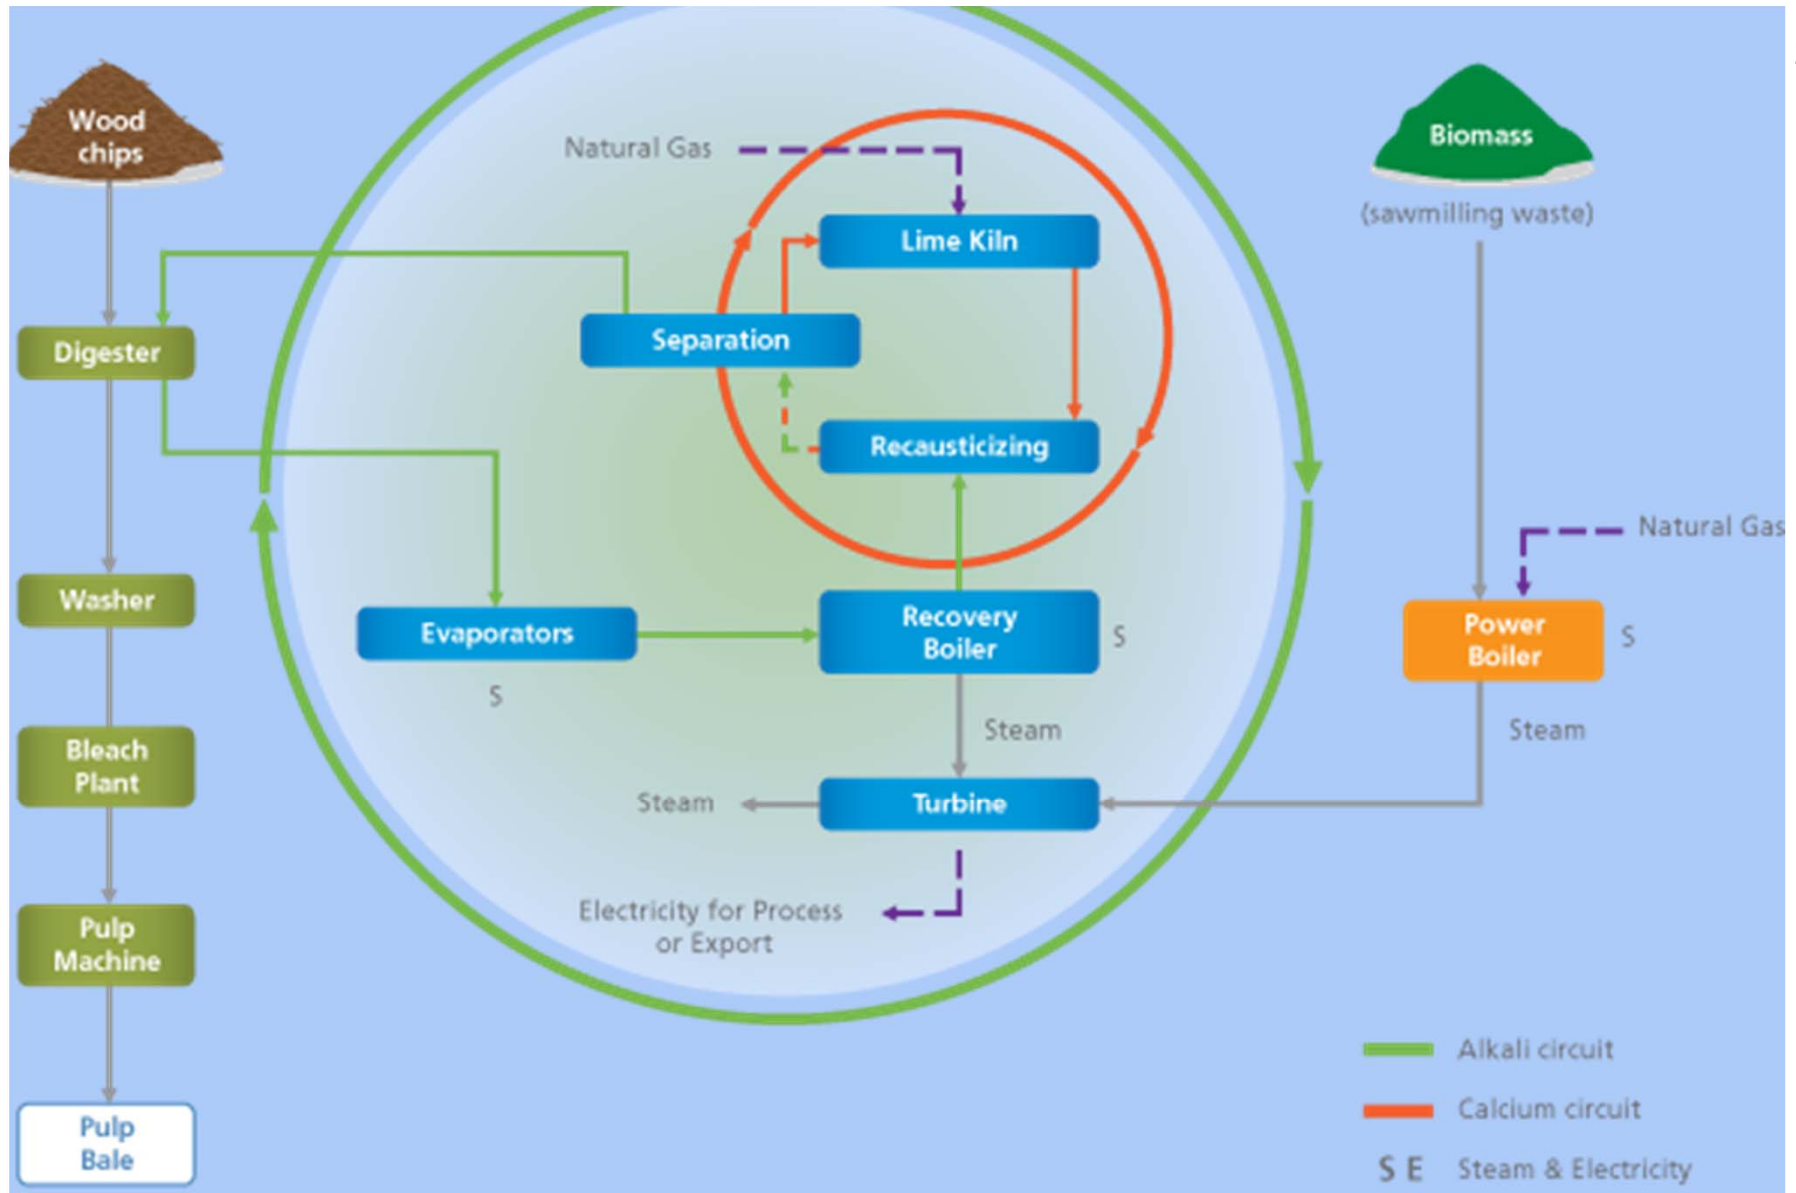 Wood
chips
Natural Gas
Biomass
(sawmilling waste)
Lime Kiln
Separation
Digester
Recausticizing
Natural Gas
Washer
Evaporators
S
Recovery
Boiler
S
Power
Boiler
S
Steam
Steam
Bleach
Plant
Steam
Turbine
Electricity for Process
or Export
Pulp
Machine
Pulp
Bale
Alkali circuit
Calcium circuit
S E Steam & Electricity